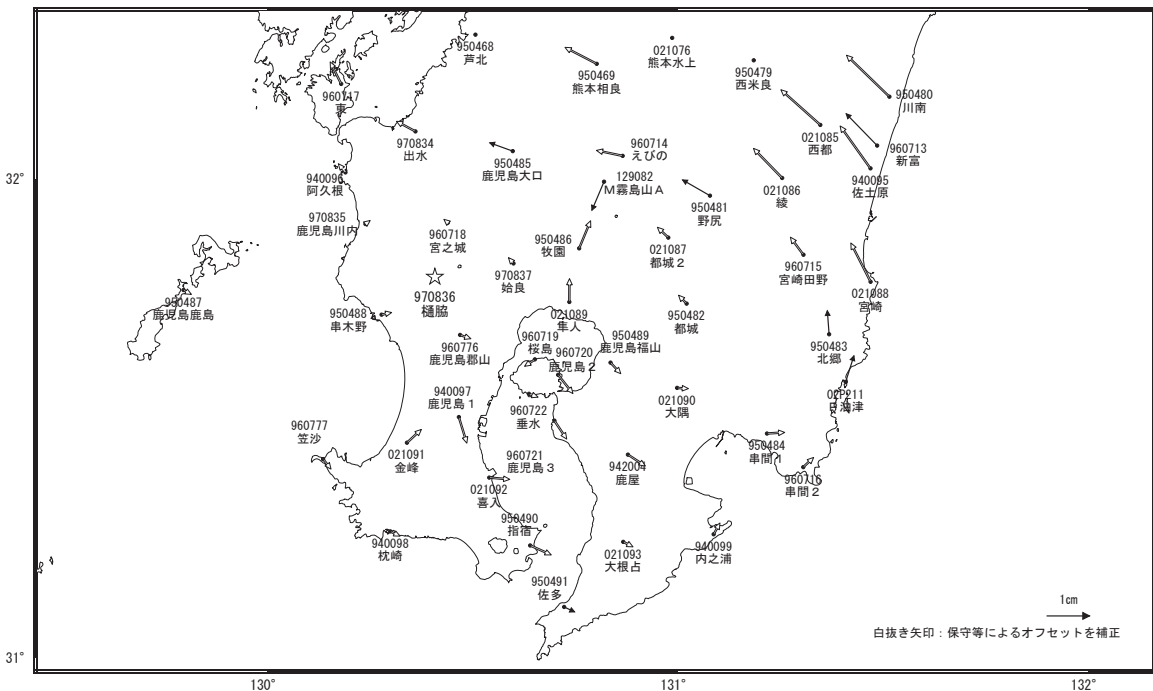 950468
芦北
021076
熊本水上
950469
熊本相良
950479
西米良
960717
東
950480
川南
970834
出水
021085
西都
960713
新富
960714
えびの
950485
鹿児島大口
32°
940096
阿久根
129082
M霧島山A
021086
綾
940095
佐土原
950481
野尻
970835
鹿児島川内
960718
宮之城
950486
牧園
021087
都城2
970837
姶良
960715
宮崎田野
970836
樋脇
021088
宮崎
950487
鹿児島鹿島
950488
串木野
021089
隼人
950482
都城
960719
桜島
950489
鹿児島福山
950483
北郷
960776
鹿児島郡山
960720
鹿児島2
940097
鹿児島1
021090
大隅
02P211
日油津
960722
垂水
960777
笠沙
950484
串間1
021091
金峰
960721
鹿児島3
942004
鹿屋
960716
串間2
021092
喜入
950490
指宿
940098
枕崎
021093
大根占
940099
内之浦
950491
佐多
1cm
白抜き矢印：保守等によるオフセットを補正
31°
130°
131°
132°